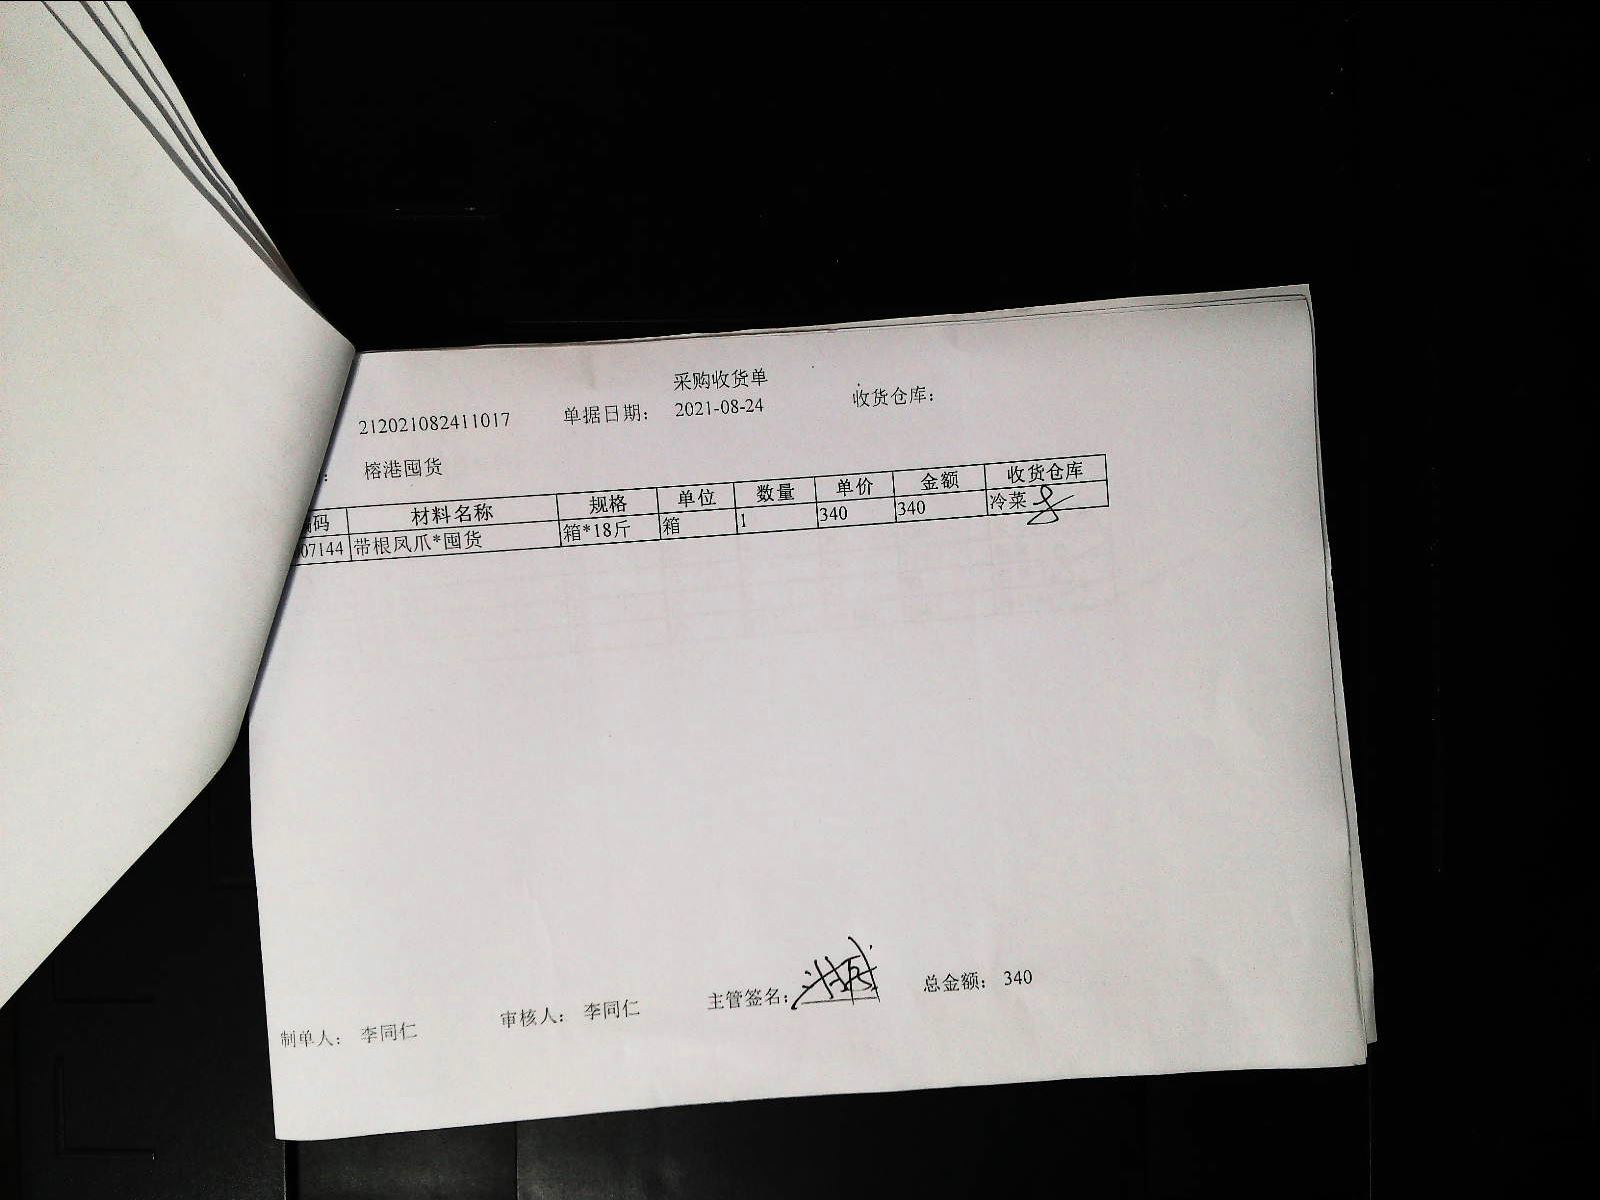 采购收货单
212021082411017 单据日期: 2021-08-24 收货仓库:
: 榕港囤货
码 材料名称 规格 单位 数量 单价 金额 收货仓库
07144 带根凤爪*囤货 箱*18斤 箱 1 340 340 冷菜
制单人: 李同仁 审核人: 李同仁 主管签名: 总金额: 340